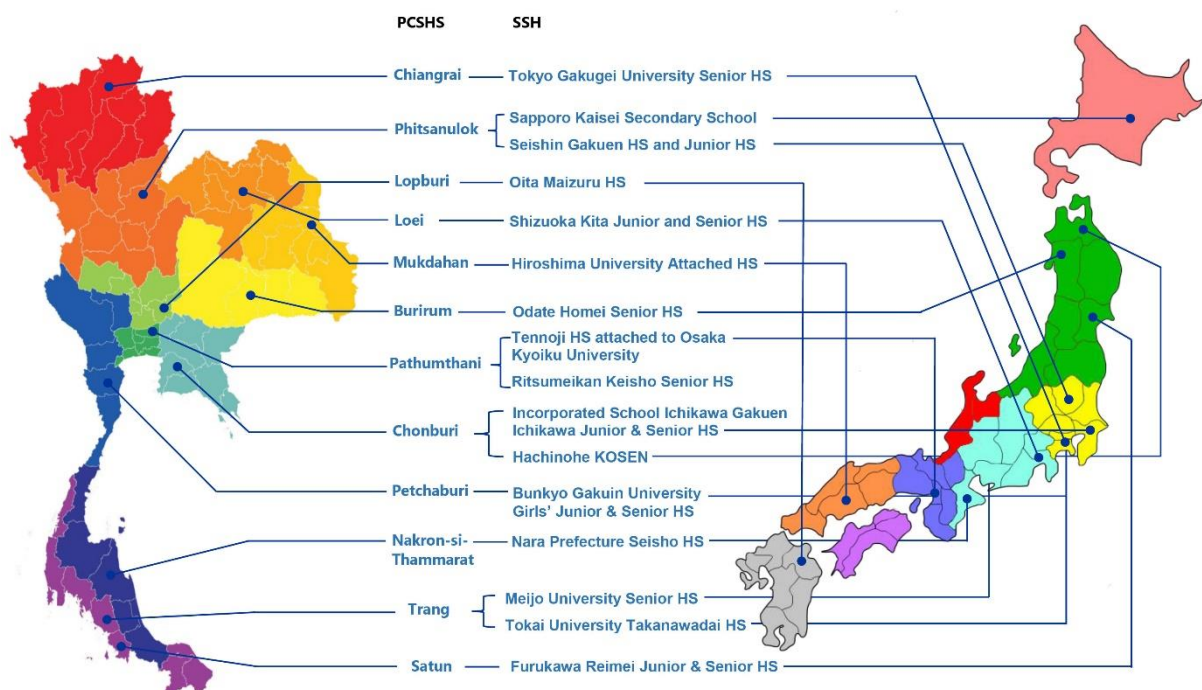 PCSHS SSH
Chiangrai Tokyo Gakugei University Senior HS
Phitsanulok Sapporo Kaisei Secondary School
Seishin Gakuen HS and Junior HS
Lopburi Oita Maizuru HS
Loei Shizuoka Kita Junior and Senior HS
Mukdahan Hiroshima University Attached HS
Burirum Odate Homei Senior HS
Pathumthani Tennoji HS attached to Osaka
Kyoiku University
Ritsumeikan Keisho Senior HS
Chonburi Incorporated School Ichikawa Gakuen
Ichikawa Junior & Senior HS
Hachinohe KOSEN
Petchaburi Bunkyo Gakuin University
Girls' Junior & Senior HS
Nakron-si- Nara Prefecture Seisho HS
Thammarat
Trang Meijo University Senior HS
Tokai University Takanawadai HS
Satun Furukawa Reimei Junior & Senior HS